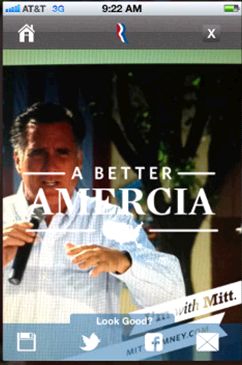 AT&T 3G 9:22 AM
X
A BETTER
AMERCIA
I'm with Mitt.
MITTROMNEY.COM
Look Good?